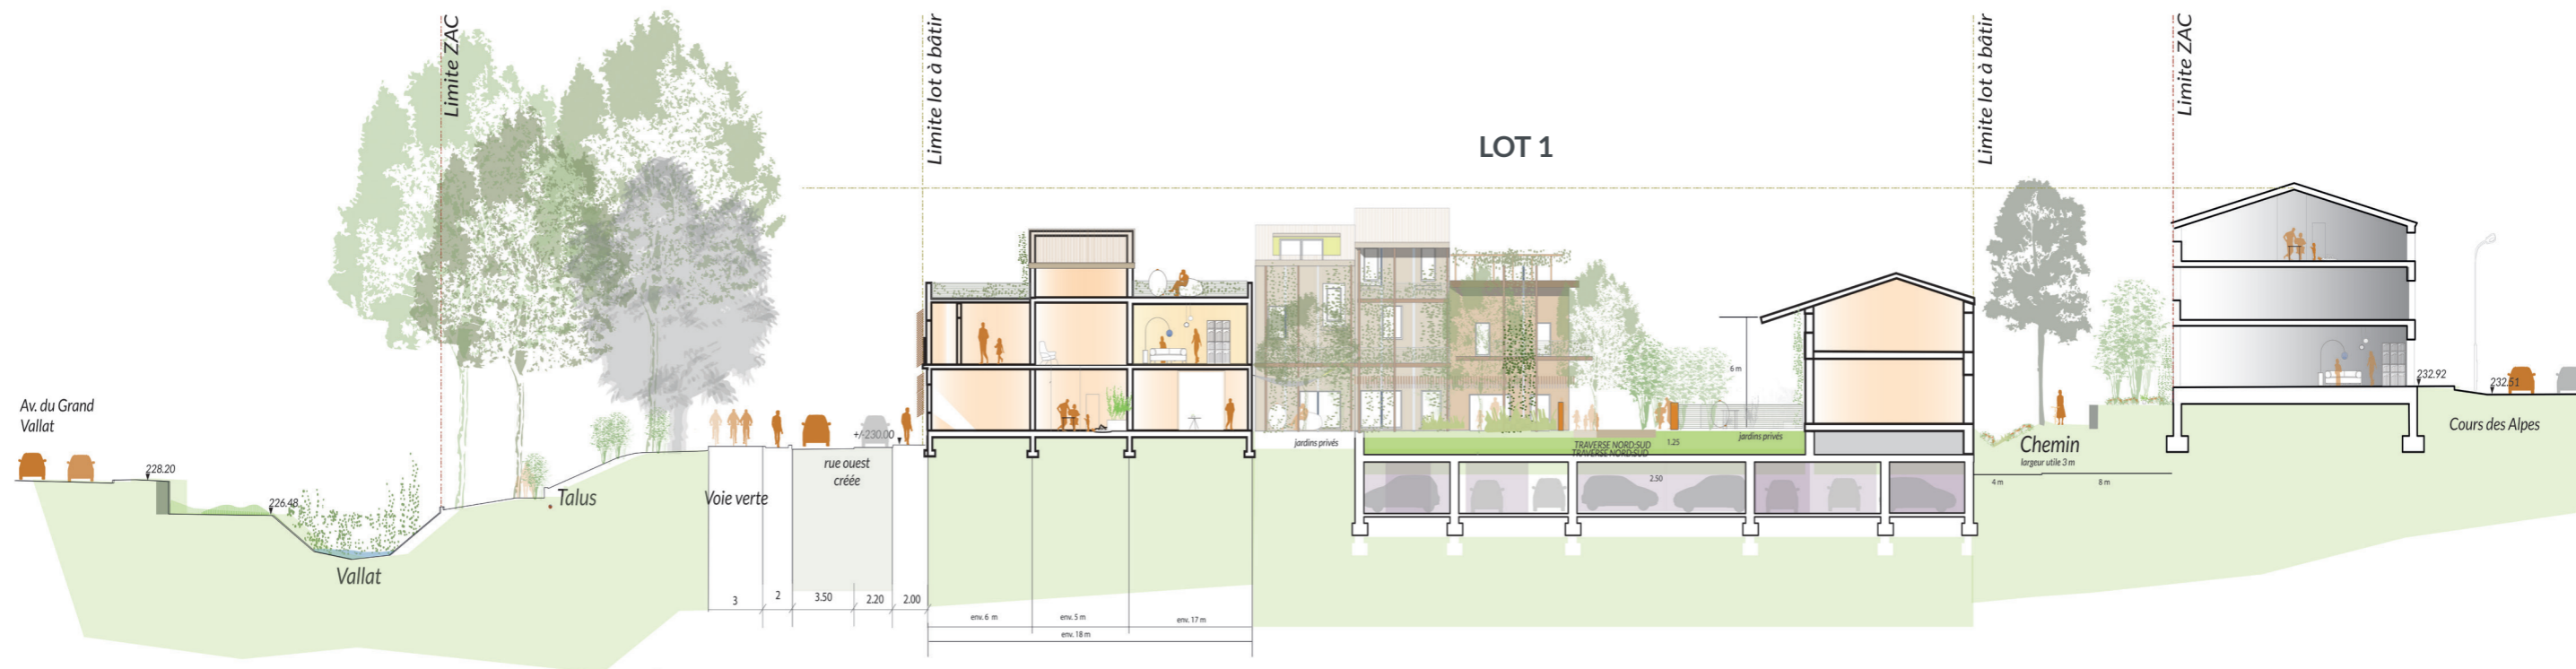 Limite ZAC
Limite lot à bâtir
LOT 1
Limite lot à bâtir
Limite ZAC
Av. du Grand
Vallat
228.20
226.48
Vallat
Talus
Voie verte
rue ouest
créée
+/-230.00
3
2
3.50
2.20
2.00
env. 6 m
env. 5 m
env. 17 m
env. 18 m
jardins privés
TRAVERSE NORD-SUD
TRAVERSE NORD-SUD
1.25
jardins privés
6 m
2.50
Chemin
largeur utile 3 m
4 m
8 m
232.92
232.51
Cours des Alpes